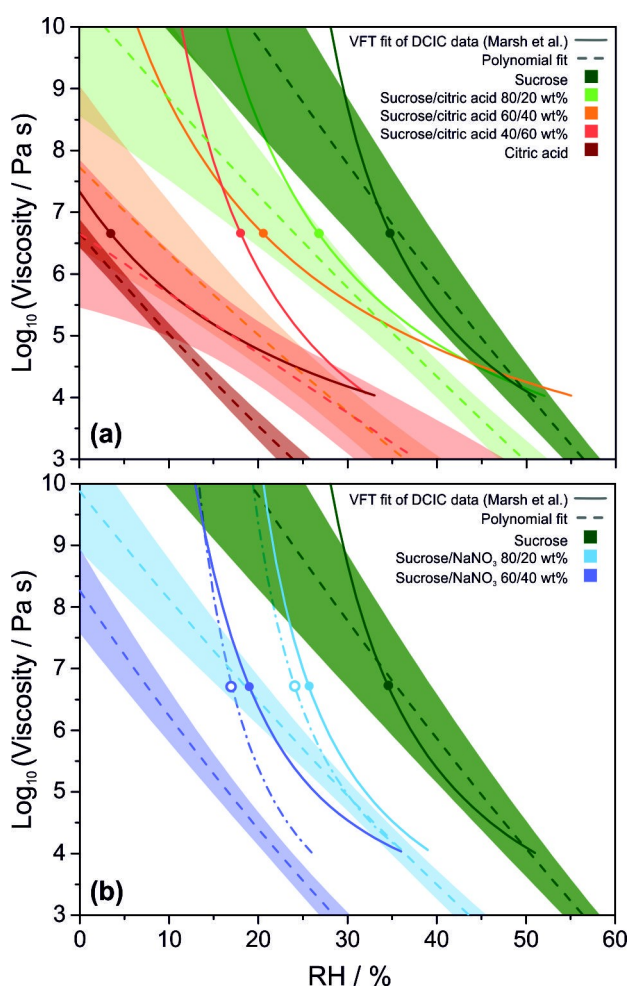 10
9
8
7
6
5
4
3
Log₁₀ (Viscosity / Pa s)
VFT fit of DCIC data (Marsh et al.)
Polynomial fit
Sucrose
Sucrose/citric acid 80/20 wt%
Sucrose/citric acid 60/40 wt%
Sucrose/citric acid 40/60 wt%
Citric acid
(a)
10
9
8
7
6
5
4
3
Log₁₀ (Viscosity / Pa s)
VFT fit of DCIC data (Marsh et al.)
Polynomial fit
Sucrose
Sucrose/NaNO₃ 80/20 wt%
Sucrose/NaNO₃ 60/40 wt%
(b)
0 10 20 30 40 50 60
RH / %